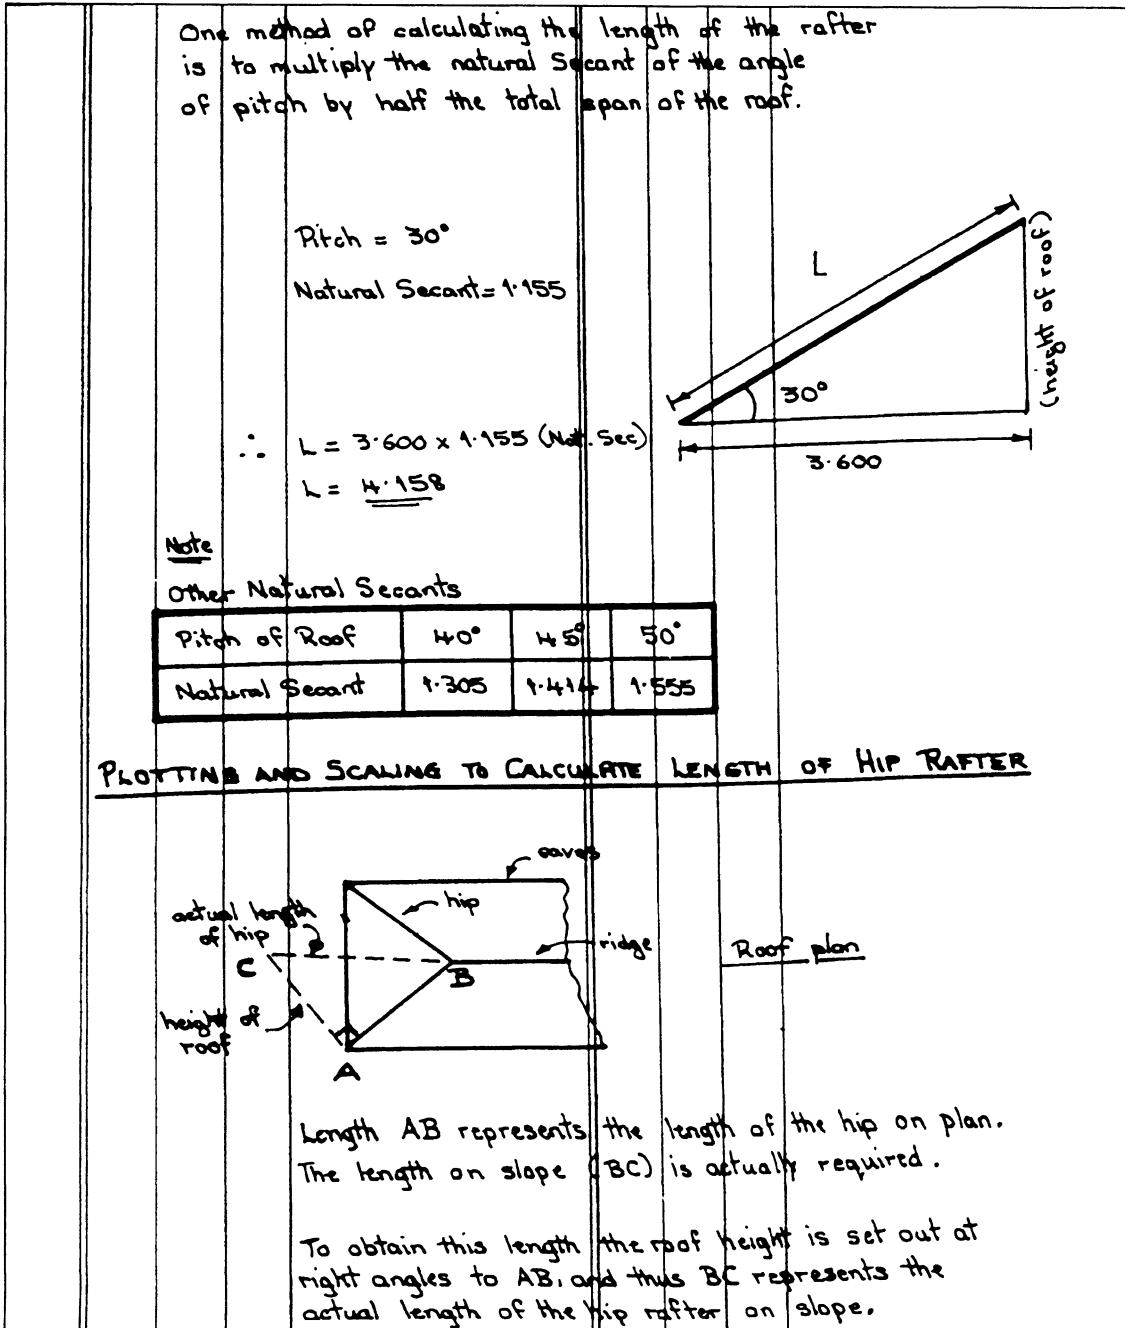 One method of calculating the length of the rafter
is to multiply the natural Secant of the angle
of pitch by half the total span of the roof.
Pitch = 30°
Natural Secant = 1·155
L
30°
(height of roof)
3·600
∴ L = 3·600 x 1·155 (Nat. Sec)
L = 4·158
Note
Other Natural Secants
Pitch of Roof 40° 45° 50°
Natural Secant 1·305 1·414 1·555
PLOTTING AND SCALING TO CALCULATE LENGTH OF HIP RAFTER
eaves
hip
actual length
of hip
ridge
C
B
Roof plan
height of
roof
A
Length AB represents the length of the hip on plan.
The length on slope (BC) is actually required.
To obtain this length the roof height is set out at
right angles to AB, and thus BC represents the
actual length of the hip rafter on slope.